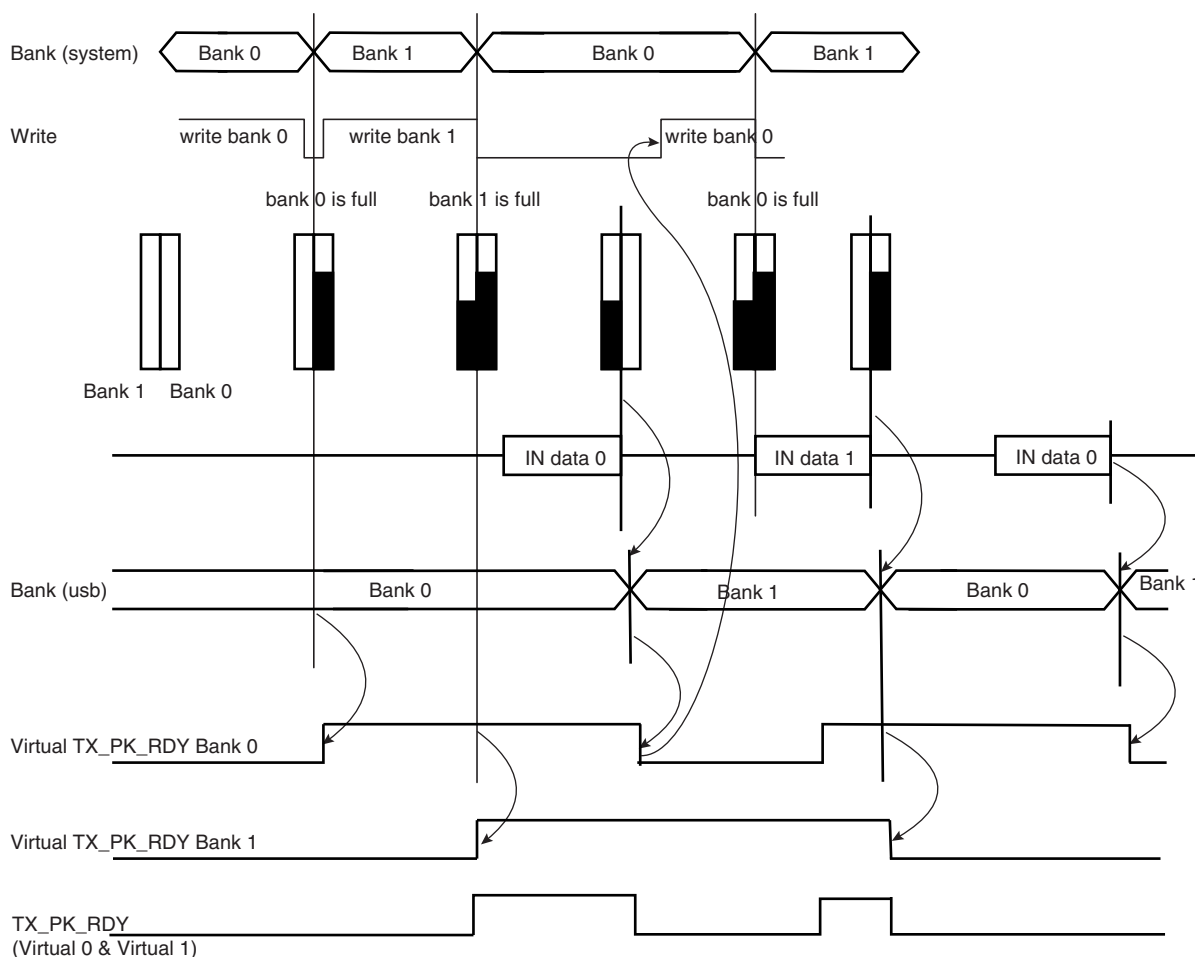 Bank (system)
Bank 0
Bank 1
Bank 0
Bank 1
Write
write bank 0
write bank 1
write bank 0
bank 0 is full
bank 1 is full
bank 0 is full
Bank 1
Bank 0
IN data 0
IN data 1
IN data 0
Bank (usb)
Bank 0
Bank 1
Bank 0
Bank 1
Virtual TX_PK_RDY Bank 0
Virtual TX_PK_RDY Bank 1
TX_PK_RDY
(Virtual 0 & Virtual 1)